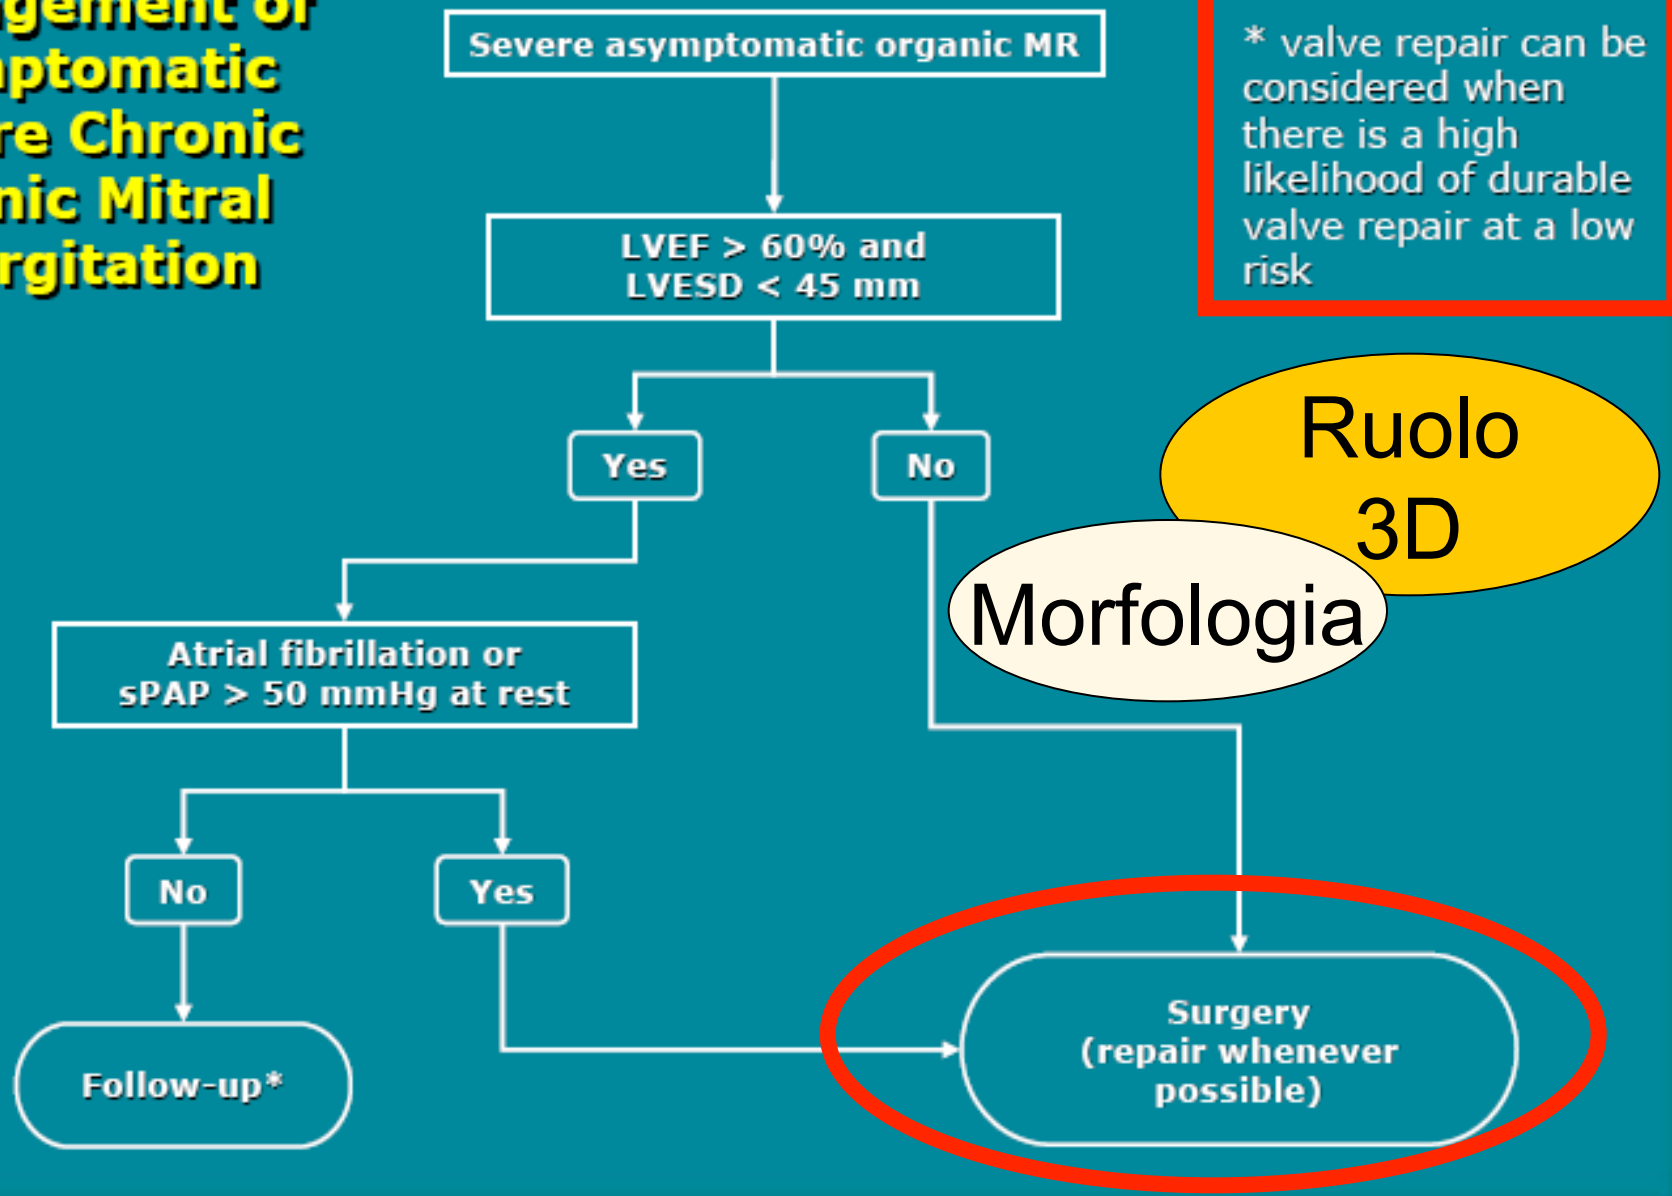 gement of
ptomatic
re Chronic
nic Mitral
rgitation
Severe asymptomatic organic MR
* valve repair can be
considered when
there is a high
likelihood of durable
valve repair at a low
risk
LVEF > 60% and
LVESD < 45 mm
Yes
No
Ruolo
3D
Morfologia
Atrial fibrillation or
sPAP > 50 mmHg at rest
No
Yes
Follow-up*
Surgery
(repair whenever
possible)